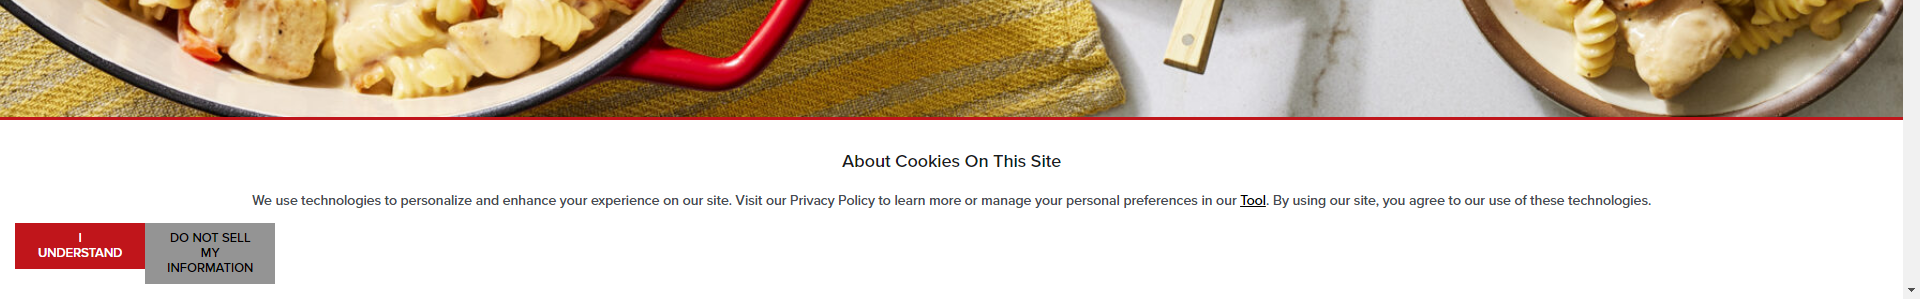 About Cookies On This Site
We use technologies to personalize and enhance your experience on our site. Visit our Privacy Policy to learn more or manage your personal preferences in our Tool. By using our site, you agree to our use of these technologies.
I
UNDERSTAND
DO NOT SELL
MY
INFORMATION